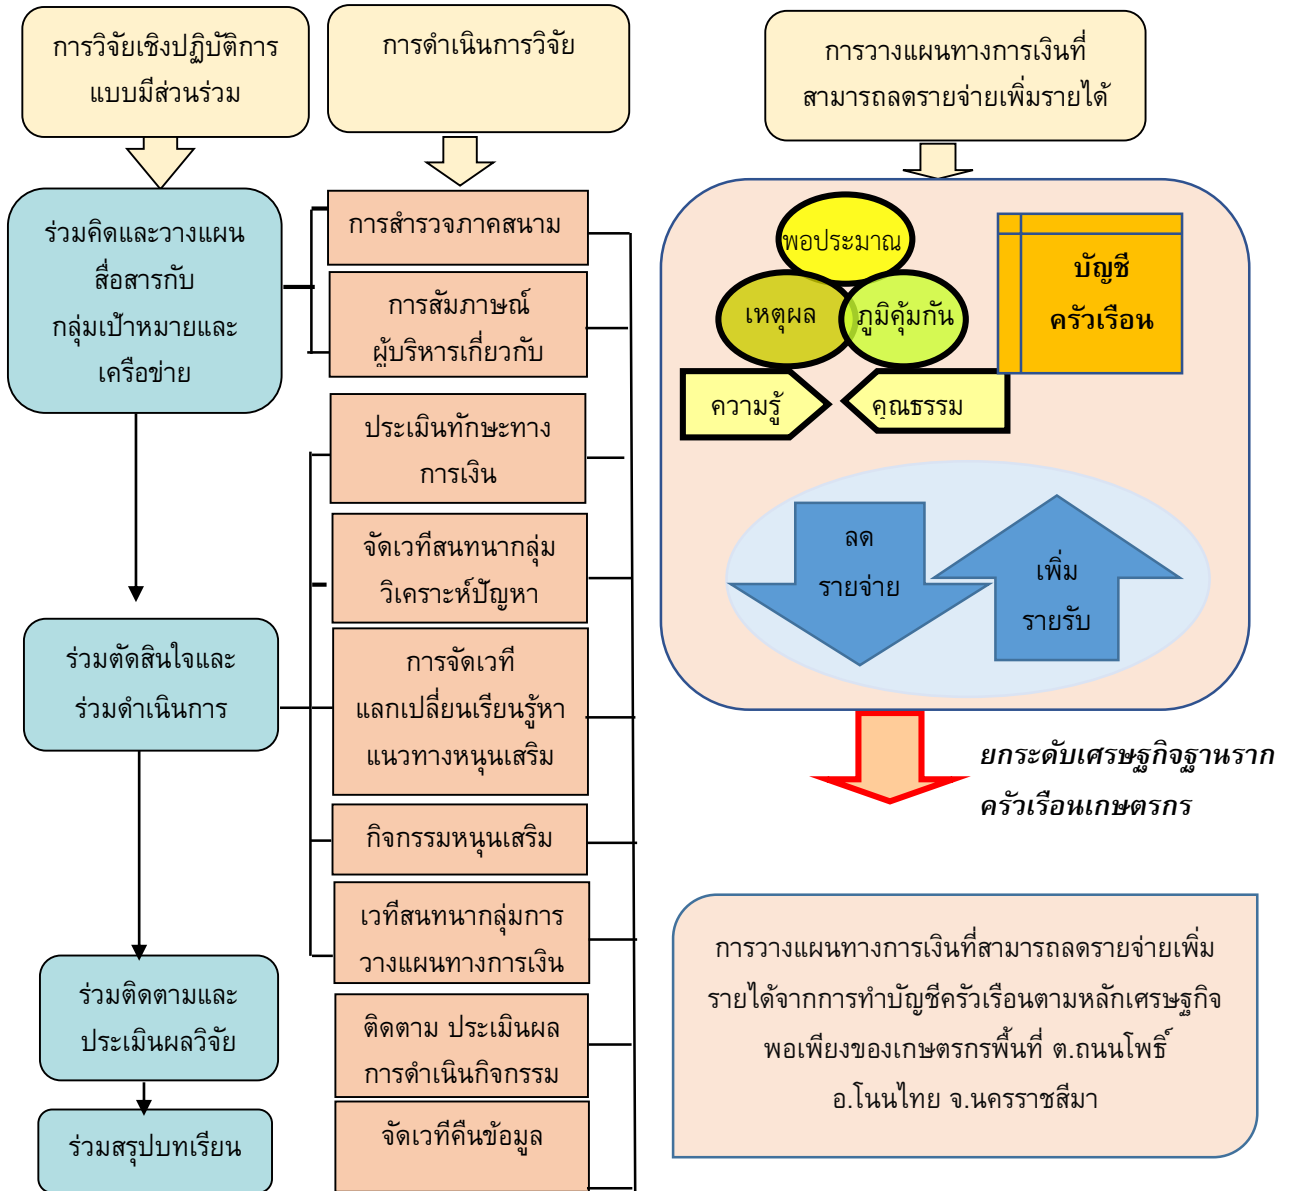 การวิจัยเชิงปฏิบัติการ
แบบมีส่วนร่วม
การดำเนินการวิจัย
การวางแผนทางการเงินที่
สามารถลดรายจ่ายเพิ่มรายได้
ร่วมคิดและวางแผน
สื่อสารกับ
กลุ่มเป้าหมายและ
เครือข่าย
ร่วมตัดสินใจและ
ร่วมดำเนินการ
ร่วมติดตามและ
ประเมินผลวิจัย
ร่วมสรุปบทเรียน
การสำรวจภาคสนาม
การสัมภาษณ์
ผู้บริหารเกี่ยวกับ
ประเมินทักษะทาง
การเงิน
จัดเวทีสนทนากลุ่ม
วิเคราะห์ปัญหา
การจัดเวที
แลกเปลี่ยนเรียนรู้หา
แนวทางหนุนเสริม
กิจกรรมหนุนเสริม
เวทีสนทนากลุ่มการ
วางแผนทางการเงิน
ติดตาม ประเมินผล
การดำเนินกิจกรรม
จัดเวทีคืนข้อมูล
พอประมาณ
เหตุผล
ภูมิคุ้มกัน
ความรู้
คุณธรรม
บัญชี
ครัวเรือน
ลด
รายจ่าย
เพิ่ม
รายรับ
ยกระดับเศรษฐกิจฐานราก
ครัวเรือนเกษตรกร
การวางแผนทางการเงินที่สามารถลดรายจ่ายเพิ่ม
รายได้จากการทำบัญชีครัวเรือนตามหลักเศรษฐกิจ
พอเพียงของเกษตรกรพื้นที่ ต.ถนนโพธิ์
อ.โนนไทย จ.นครราชสีมา